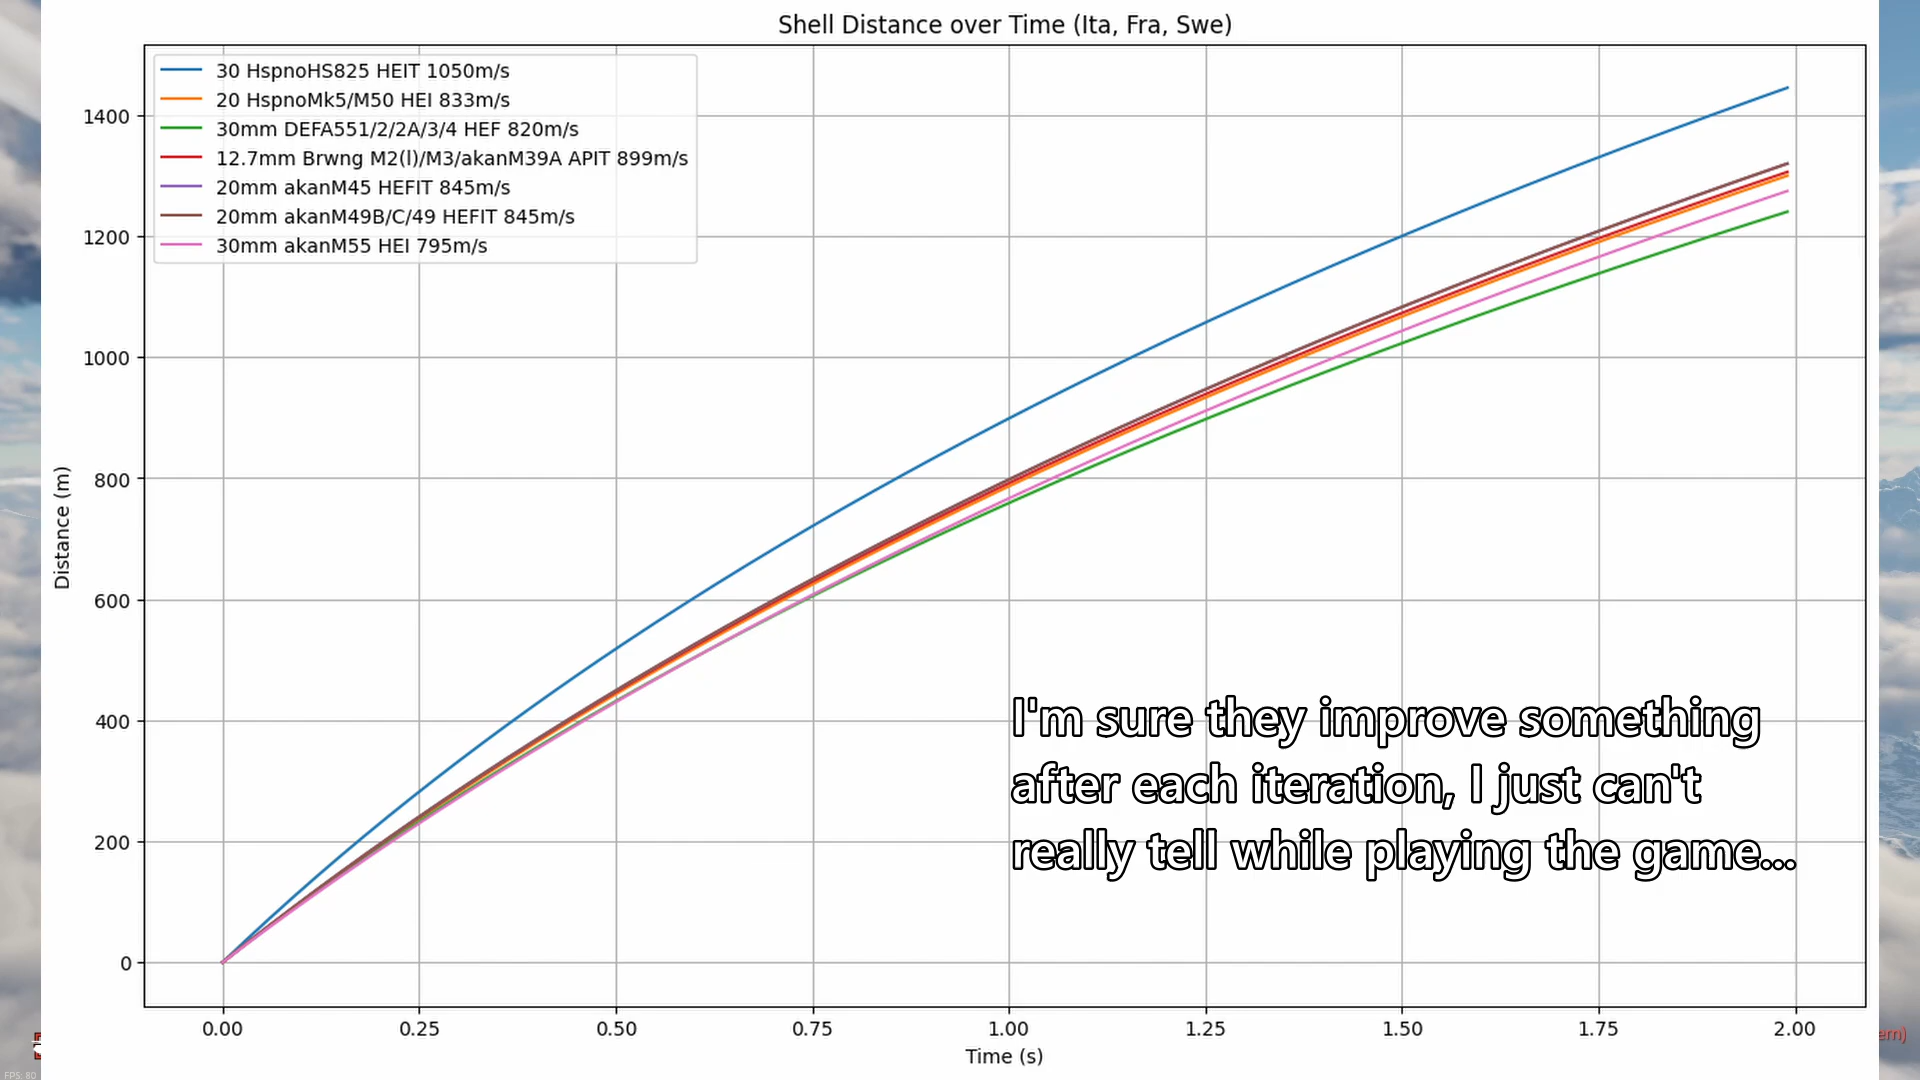 Shell Distance over Time (Ita, Fra, Swe)
30 HspnoHS825 HEIT 1050m/s
20 HspnoMk5/M50 HEI 833m/s
30mm DEFA551/2/2A/3/4 HEF 820m/s
12.7mm Brwng M2(l)/M3/akanM39A APIT 899m/s
20mm akanM45 HEFIT 845m/s
20mm akanM49B/C/49 HEFIT 845m/s
30mm akanM55 HEI 795m/s
1400
1200
1000
800
600
400
200
0
Distance (m)
I'm sure they improve something
after each iteration, I just can't
really tell while playing the game...
0.00 0.25 0.50 0.75 1.00 1.25 1.50 1.75 2.00
Time (s)
em)
FPS: 80